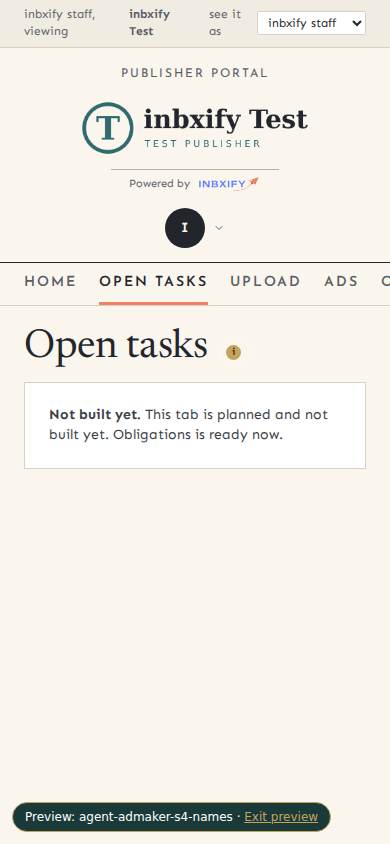 inbxify staff, viewing inbxify Test see it as inbxify staff
PUBLISHER PORTAL
T inbxify Test
TEST PUBLISHER
Powered by INBXIFY
I
HOME OPEN TASKS UPLOAD ADS
Open tasks i
Not built yet. This tab is planned and not
built yet. Obligations is ready now.
Preview: agent-admaker-s4-names · Exit preview